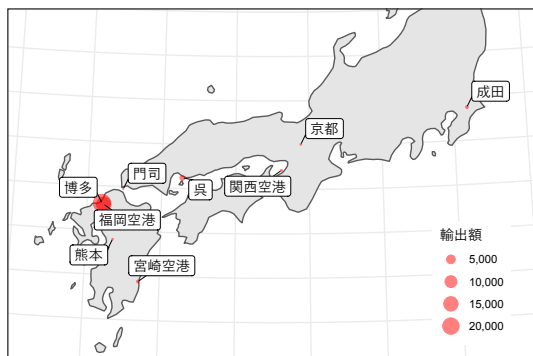 成田
京都
門司
呉
関西空港
博多
福岡空港
熊本
宮崎空港
輸出額
5,000
10,000
15,000
20,000